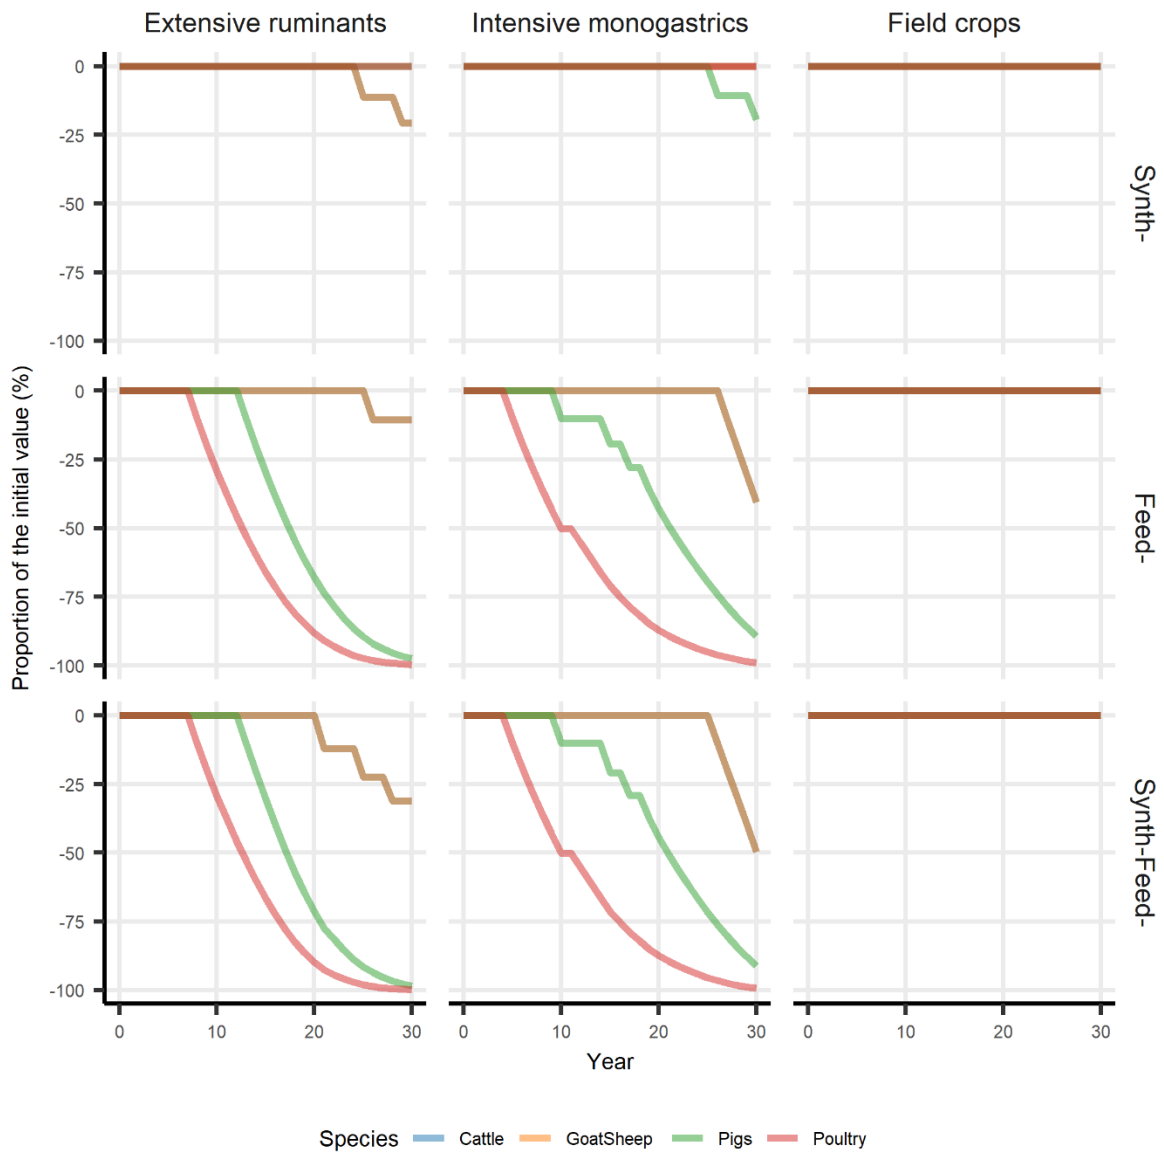 Extensive ruminants Intensive monogastrics Field crops
Proportion of the initial value (%)
0
-25
-50
-75
-100
Synth-
0
-25
-50
-75
-100
Feed-
0
-25
-50
-75
-100
Synth-Feed-
0 10 20 30 0 10 20 30 0 10 20 30
Year
Species Cattle GoatSheep Pigs Poultry